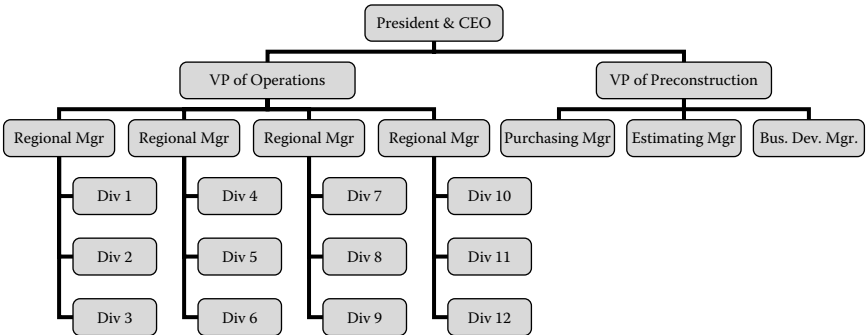 President & CEO
VP of Operations
VP of Preconstruction
Regional Mgr
Regional Mgr
Regional Mgr
Regional Mgr
Purchasing Mgr
Estimating Mgr
Bus. Dev. Mgr.
Div 1
Div 4
Div 7
Div 10
Div 2
Div 5
Div 8
Div 11
Div 3
Div 6
Div 9
Div 12